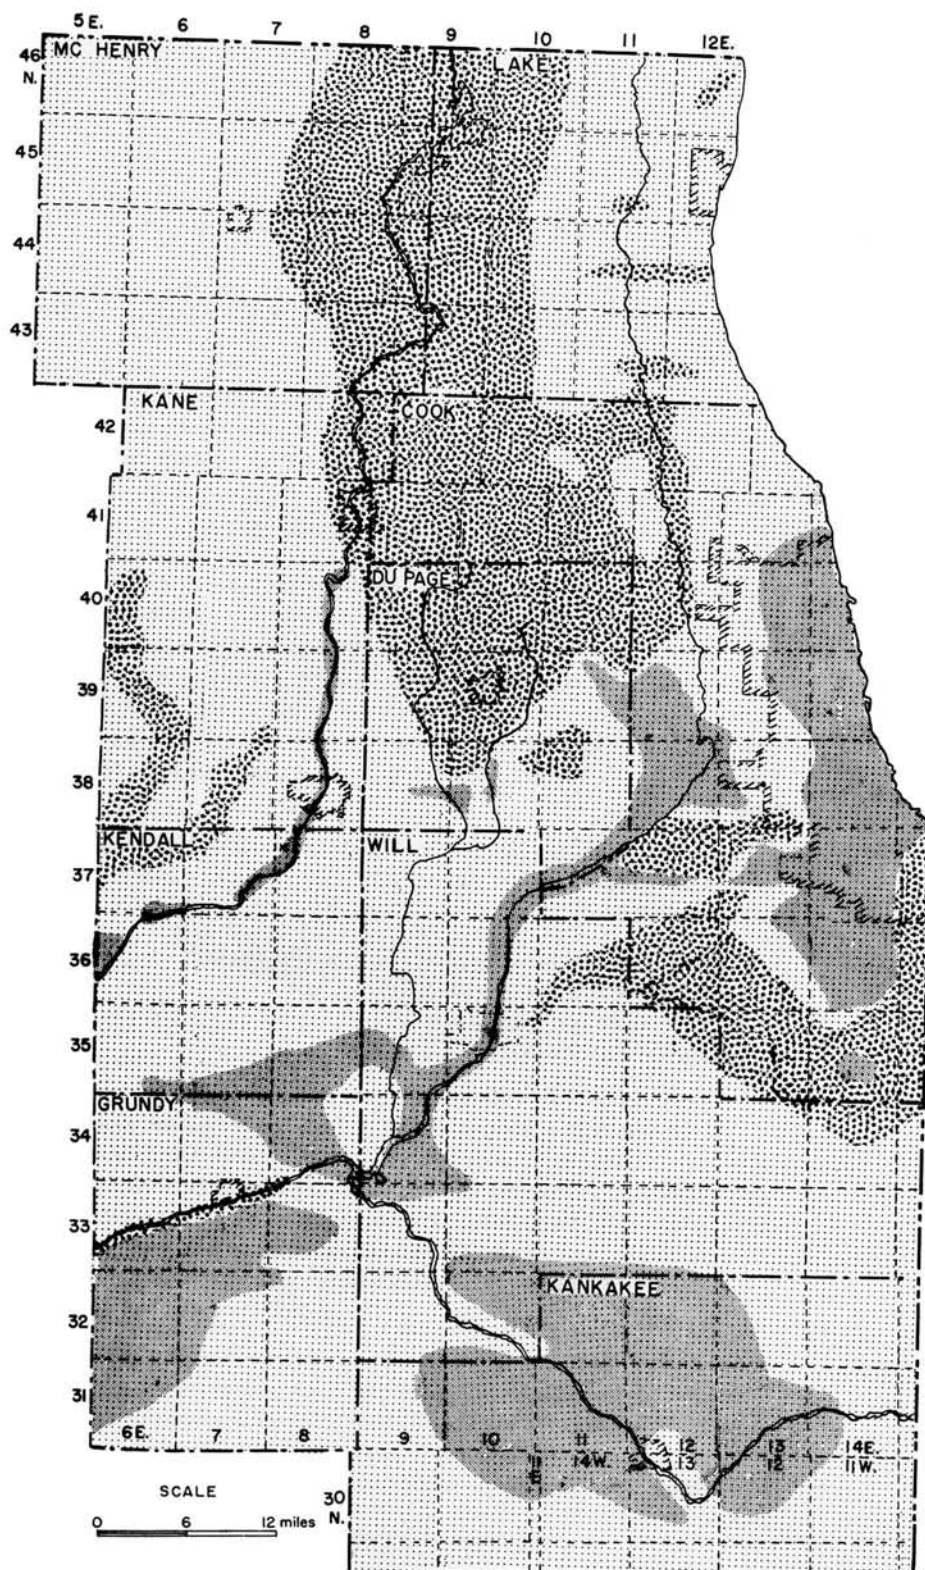 5 E. 6 7 8 9 10 11 12 E.
46 N.
MC HENRY
LAKE
45
44
43
KANE
COOK
42
41
DU PAGE
40
39
38
KENDALL
WILL
37
36
35
GRUNDY
34
33
KANKAKEE
32
31
6 E. 7 9 10 11 12 13 14 E.
11 E 14 W. 13 12 11 W.
SCALE
30 N.
0 6 12 miles